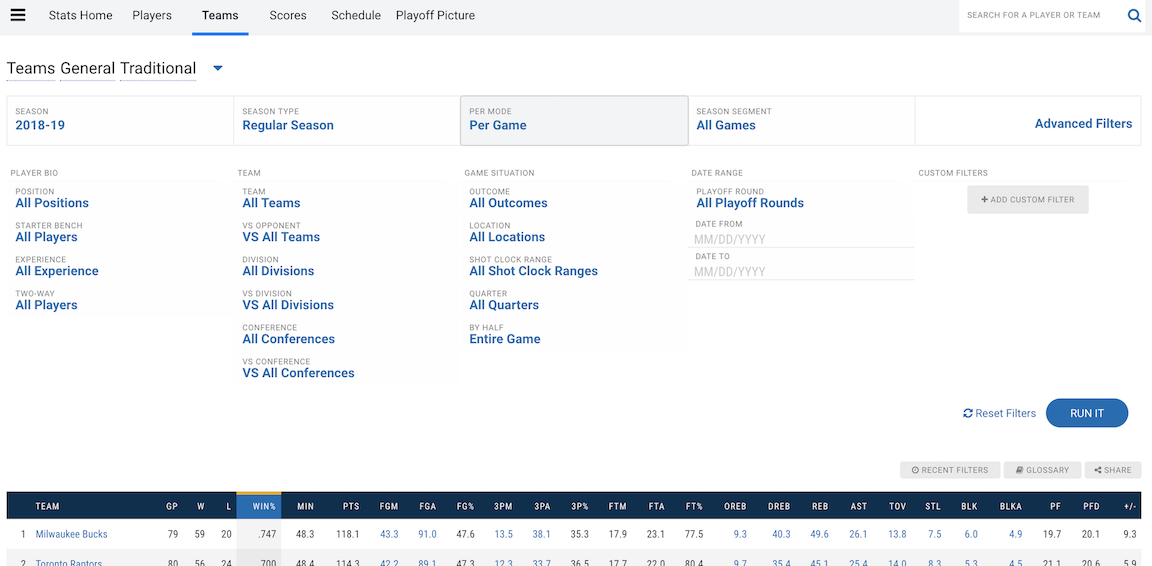 Stats Home Players Teams Scores Schedule Playoff Picture SEARCH FOR A PLAYER OR TEAM
Teams General Traditional
SEASON SEASON TYPE PER MODE SEASON SEGMENT
2018-19 Regular Season Per Game All Games Advanced Filters
PLAYER BIO TEAM GAME SITUATION DATE RANGE CUSTOM FILTERS
POSITION TEAM OUTCOME PLAYOFF ROUND
All Positions All Teams All Outcomes All Playoff Rounds + ADD CUSTOM FILTER
STARTER BENCH VS OPPONENT LOCATION DATE FROM
All Players VS All Teams All Locations MM/DD/YYYY
EXPERIENCE DIVISION SHOT CLOCK RANGE DATE TO
All Experience All Divisions All Shot Clock Ranges MM/DD/YYYY
TWO-WAY VS DIVISION QUARTER
All Players VS All Divisions All Quarters
CONFERENCE BY HALF
All Conferences Entire Game
VS CONFERENCE
VS All Conferences
Reset Filters RUN IT
RECENT FILTERS GLOSSARY SHARE
TEAM GP W L WIN% MIN PTS FGM FGA FG% 3PM 3PA 3P% FTM FTA FT% OREB DREB REB AST TOV STL BLK BLKA PF PFD +/-
1 Milwaukee Bucks 79 59 20 .747 48.3 118.1 43.3 91.0 47.6 13.5 38.1 35.3 17.9 23.1 77.5 9.3 40.3 49.6 26.1 13.8 7.5 6.0 4.9 19.7 20.1 9.3
2 Toronto Raptors 80 56 24 .700 48.4 114.3 42.2 89.1 47.3 12.3 33.7 36.5 17.7 22.0 80.4 9.7 35.4 45.1 25.4 14.0 8.3 5.3 4.5 21.1 20.6 5.9